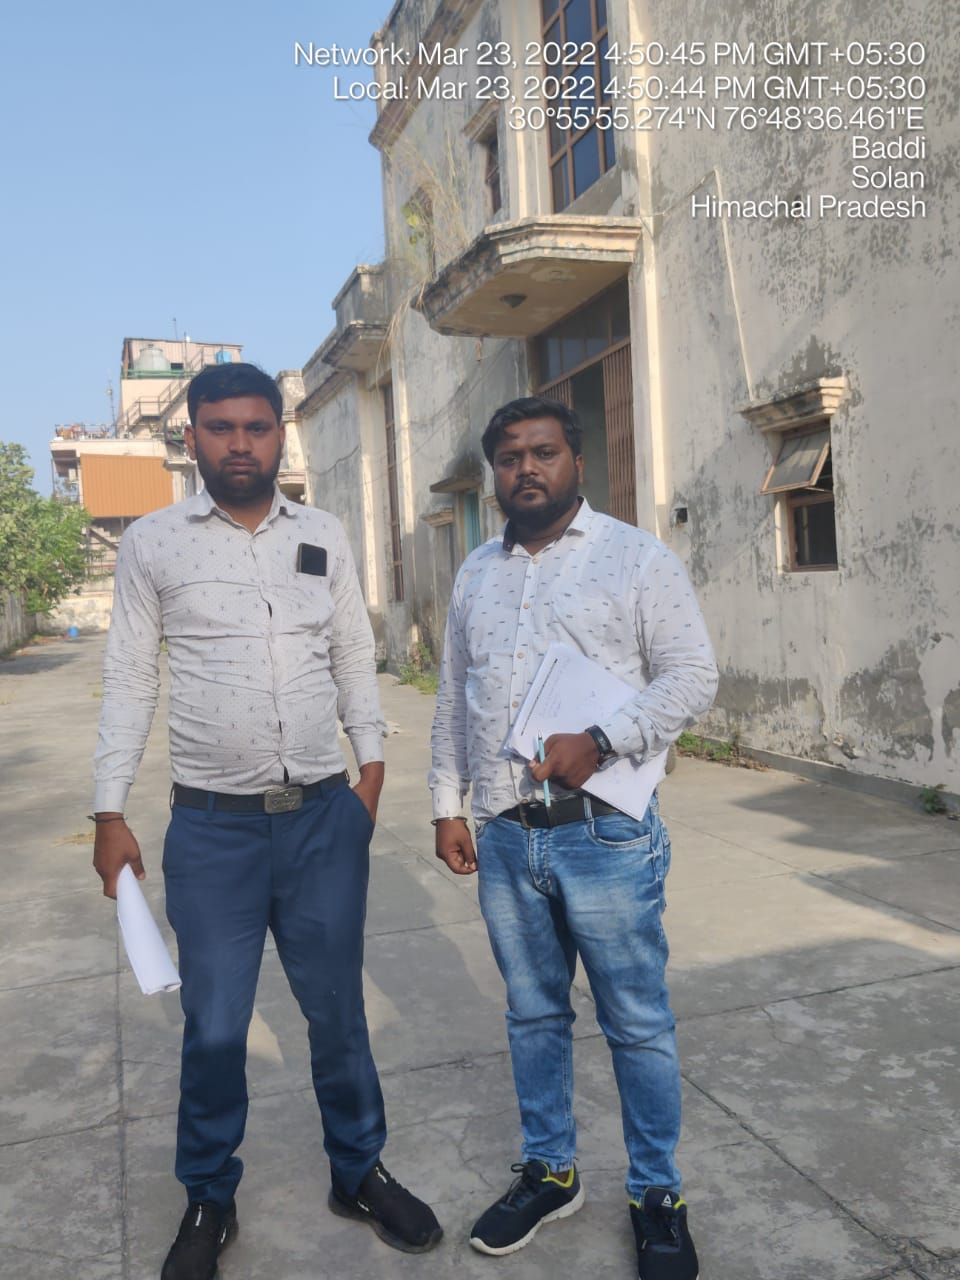 Network: Mar 23, 2022 4:50:45 PM GMT+05:30
Local: Mar 23, 2022 4:50:44 PM GMT+05:30
30°55'55.274"N 76°48'36.461"E
Baddi
Solan
Himachal Pradesh